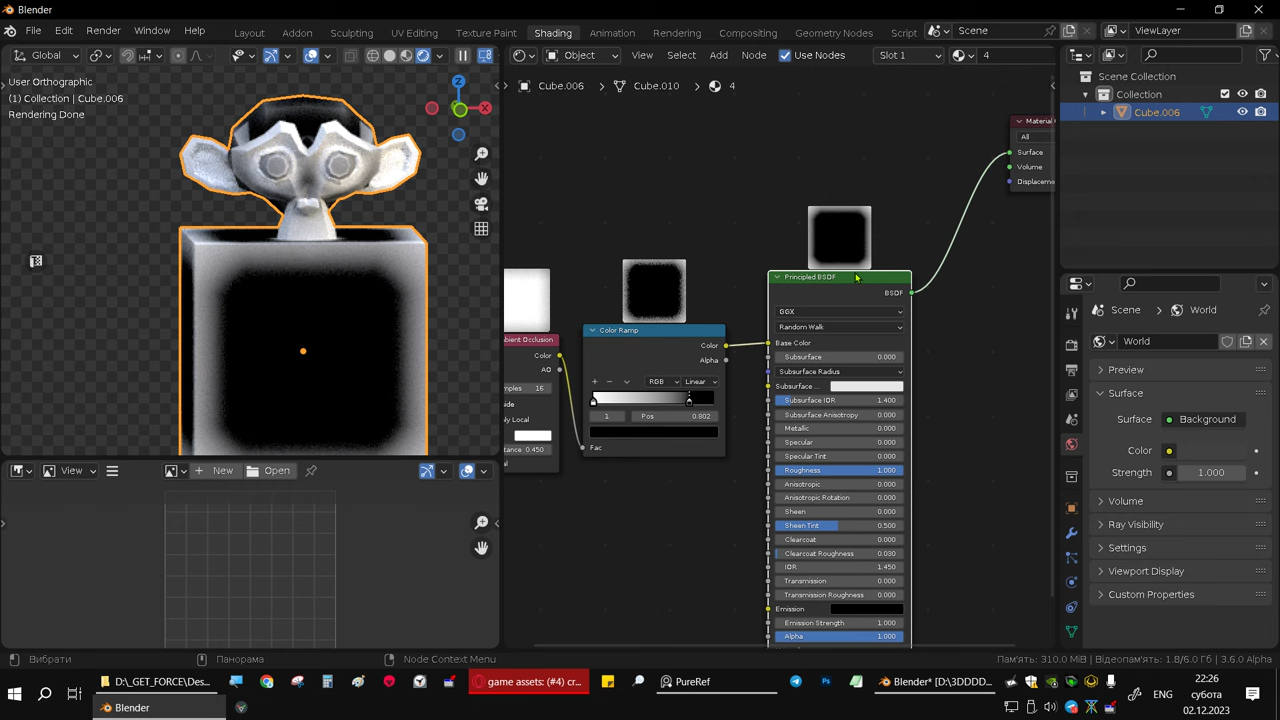 Blender
File Edit Render Window Help Layout Addon Sculpting UV Editing Texture Paint Shading Animation Rendering Compositing Geometry Nodes Script Scene ViewLayer
Global
Object View Select Add Node Use Nodes Slot 1 4
User Orthographic
(1) Collection | Cube.006
Rendering Done
Cube.006 > Cube.010 > 4
Scene Collection
Collection
Cube.006
Material
All
Surface
Volume
Displaceme
Principled BSDF
BSDF
GGX
Random Walk
Base Color
Subsurface 0.000
Subsurface Radius
Subsurface ...
Subsurface IOR 1.400
Subsurface Anisotropy 0.000
Metallic 0.000
Specular 0.000
Specular Tint 0.000
Roughness 1.000
Anisotropic 0.000
Anisotropic Rotation 0.000
Sheen 0.000
Sheen Tint 0.500
Clearcoat 0.000
Clearcoat Roughness 0.030
IOR 1.450
Transmission 0.000
Transmission Roughness 0.000
Emission
Emission Strength 1.000
Alpha 1.000
Color Ramp
Color
Alpha
RGB Linear
1 Pos 0.802
Fac
bient Occlusion
Color
AO
mples 16
side
ly Local
tance 0.450
View New Open
Scene > World
World
Preview
Surface
Surface Background
Color
Strength 1.000
Volume
Ray Visibility
Settings
Viewport Display
Custom Properties
Вибрати Панорама Node Context Menu Пам'ять: 310.0 MiB | Відеопам'ять: 1.8/6.0 Гіб | 3.6.0 Alpha
D:\_GET_FORCE\Des... game assets: (#4) cr... PureRef Blender* [D:\3DDDD...
Blender
ENG
22:26
субота
02.12.2023